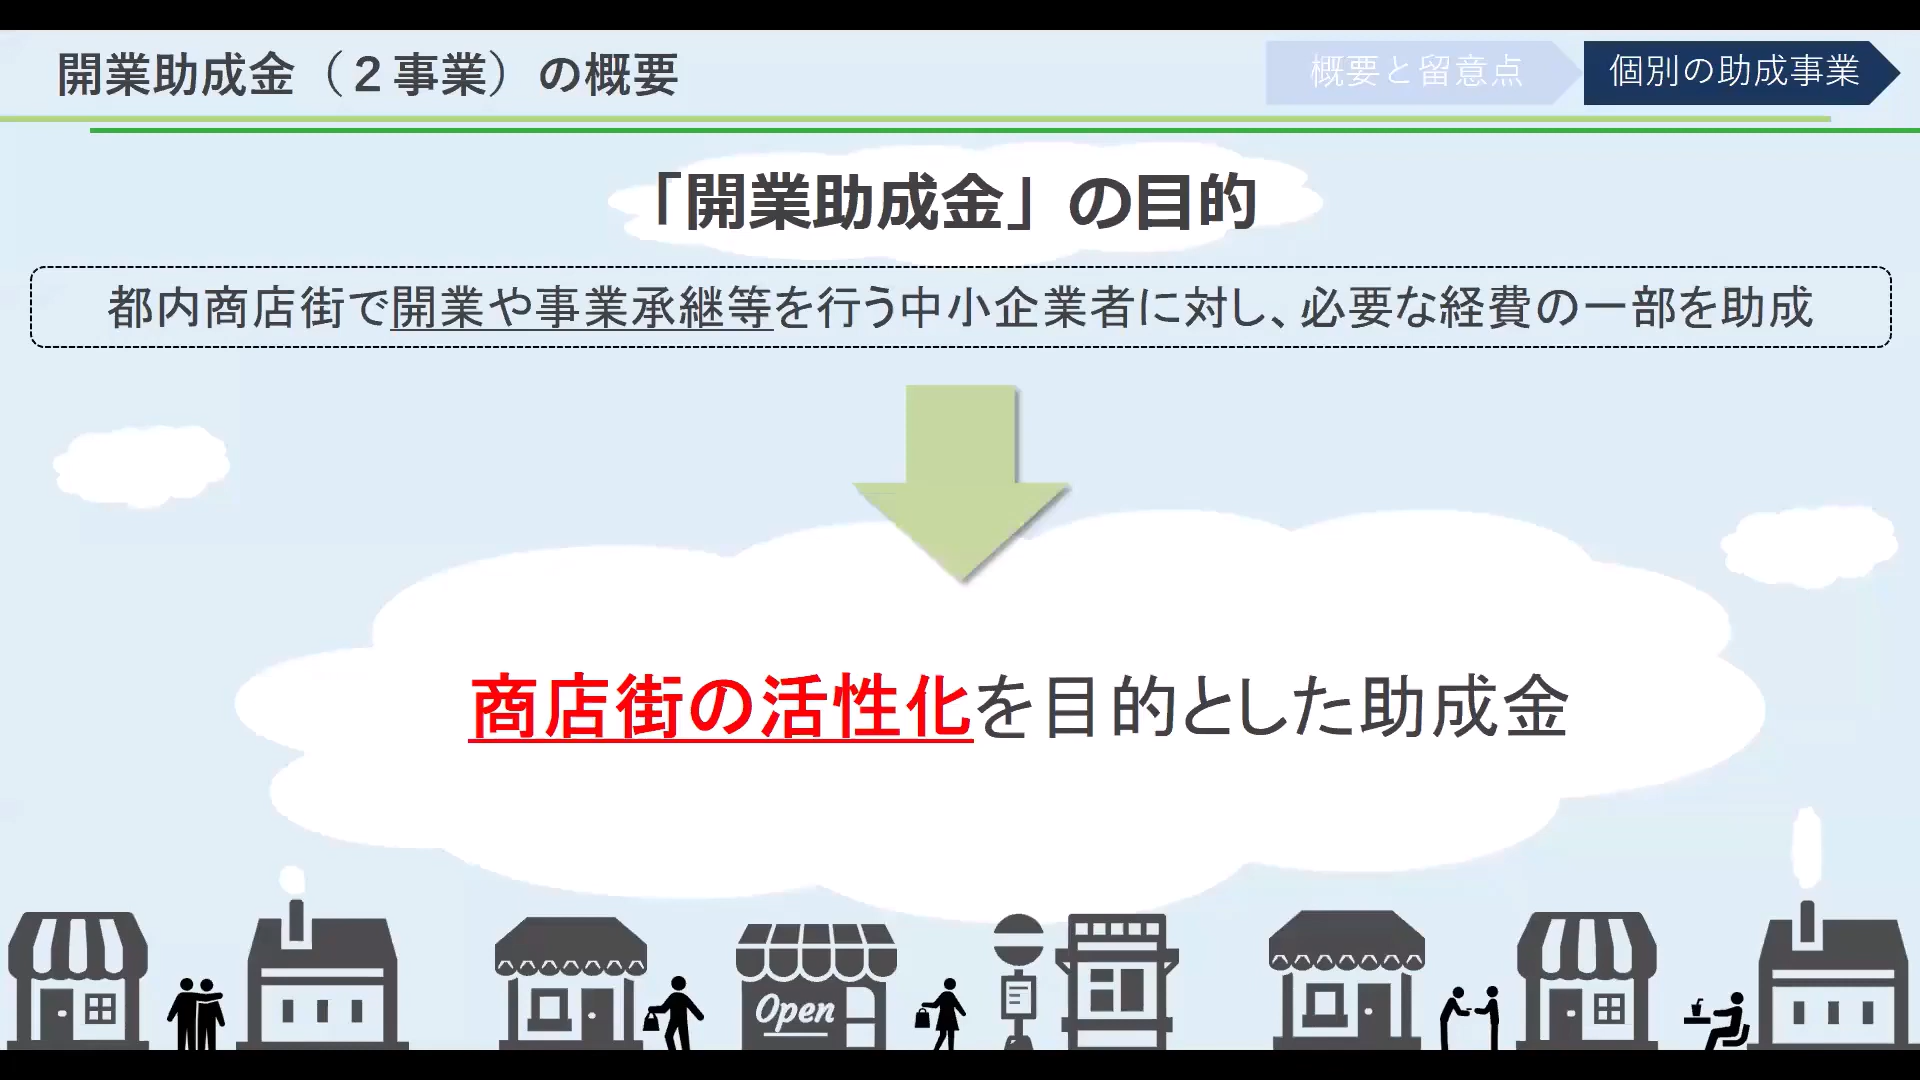 開業助成金（２事業）の概要
概要と留意点
個別の助成事業
「開業助成金」の目的
都内商店街で開業や事業承継等を行う中小企業者に対し、必要な経費の一部を助成
商店街の活性化を目的とした助成金
Open